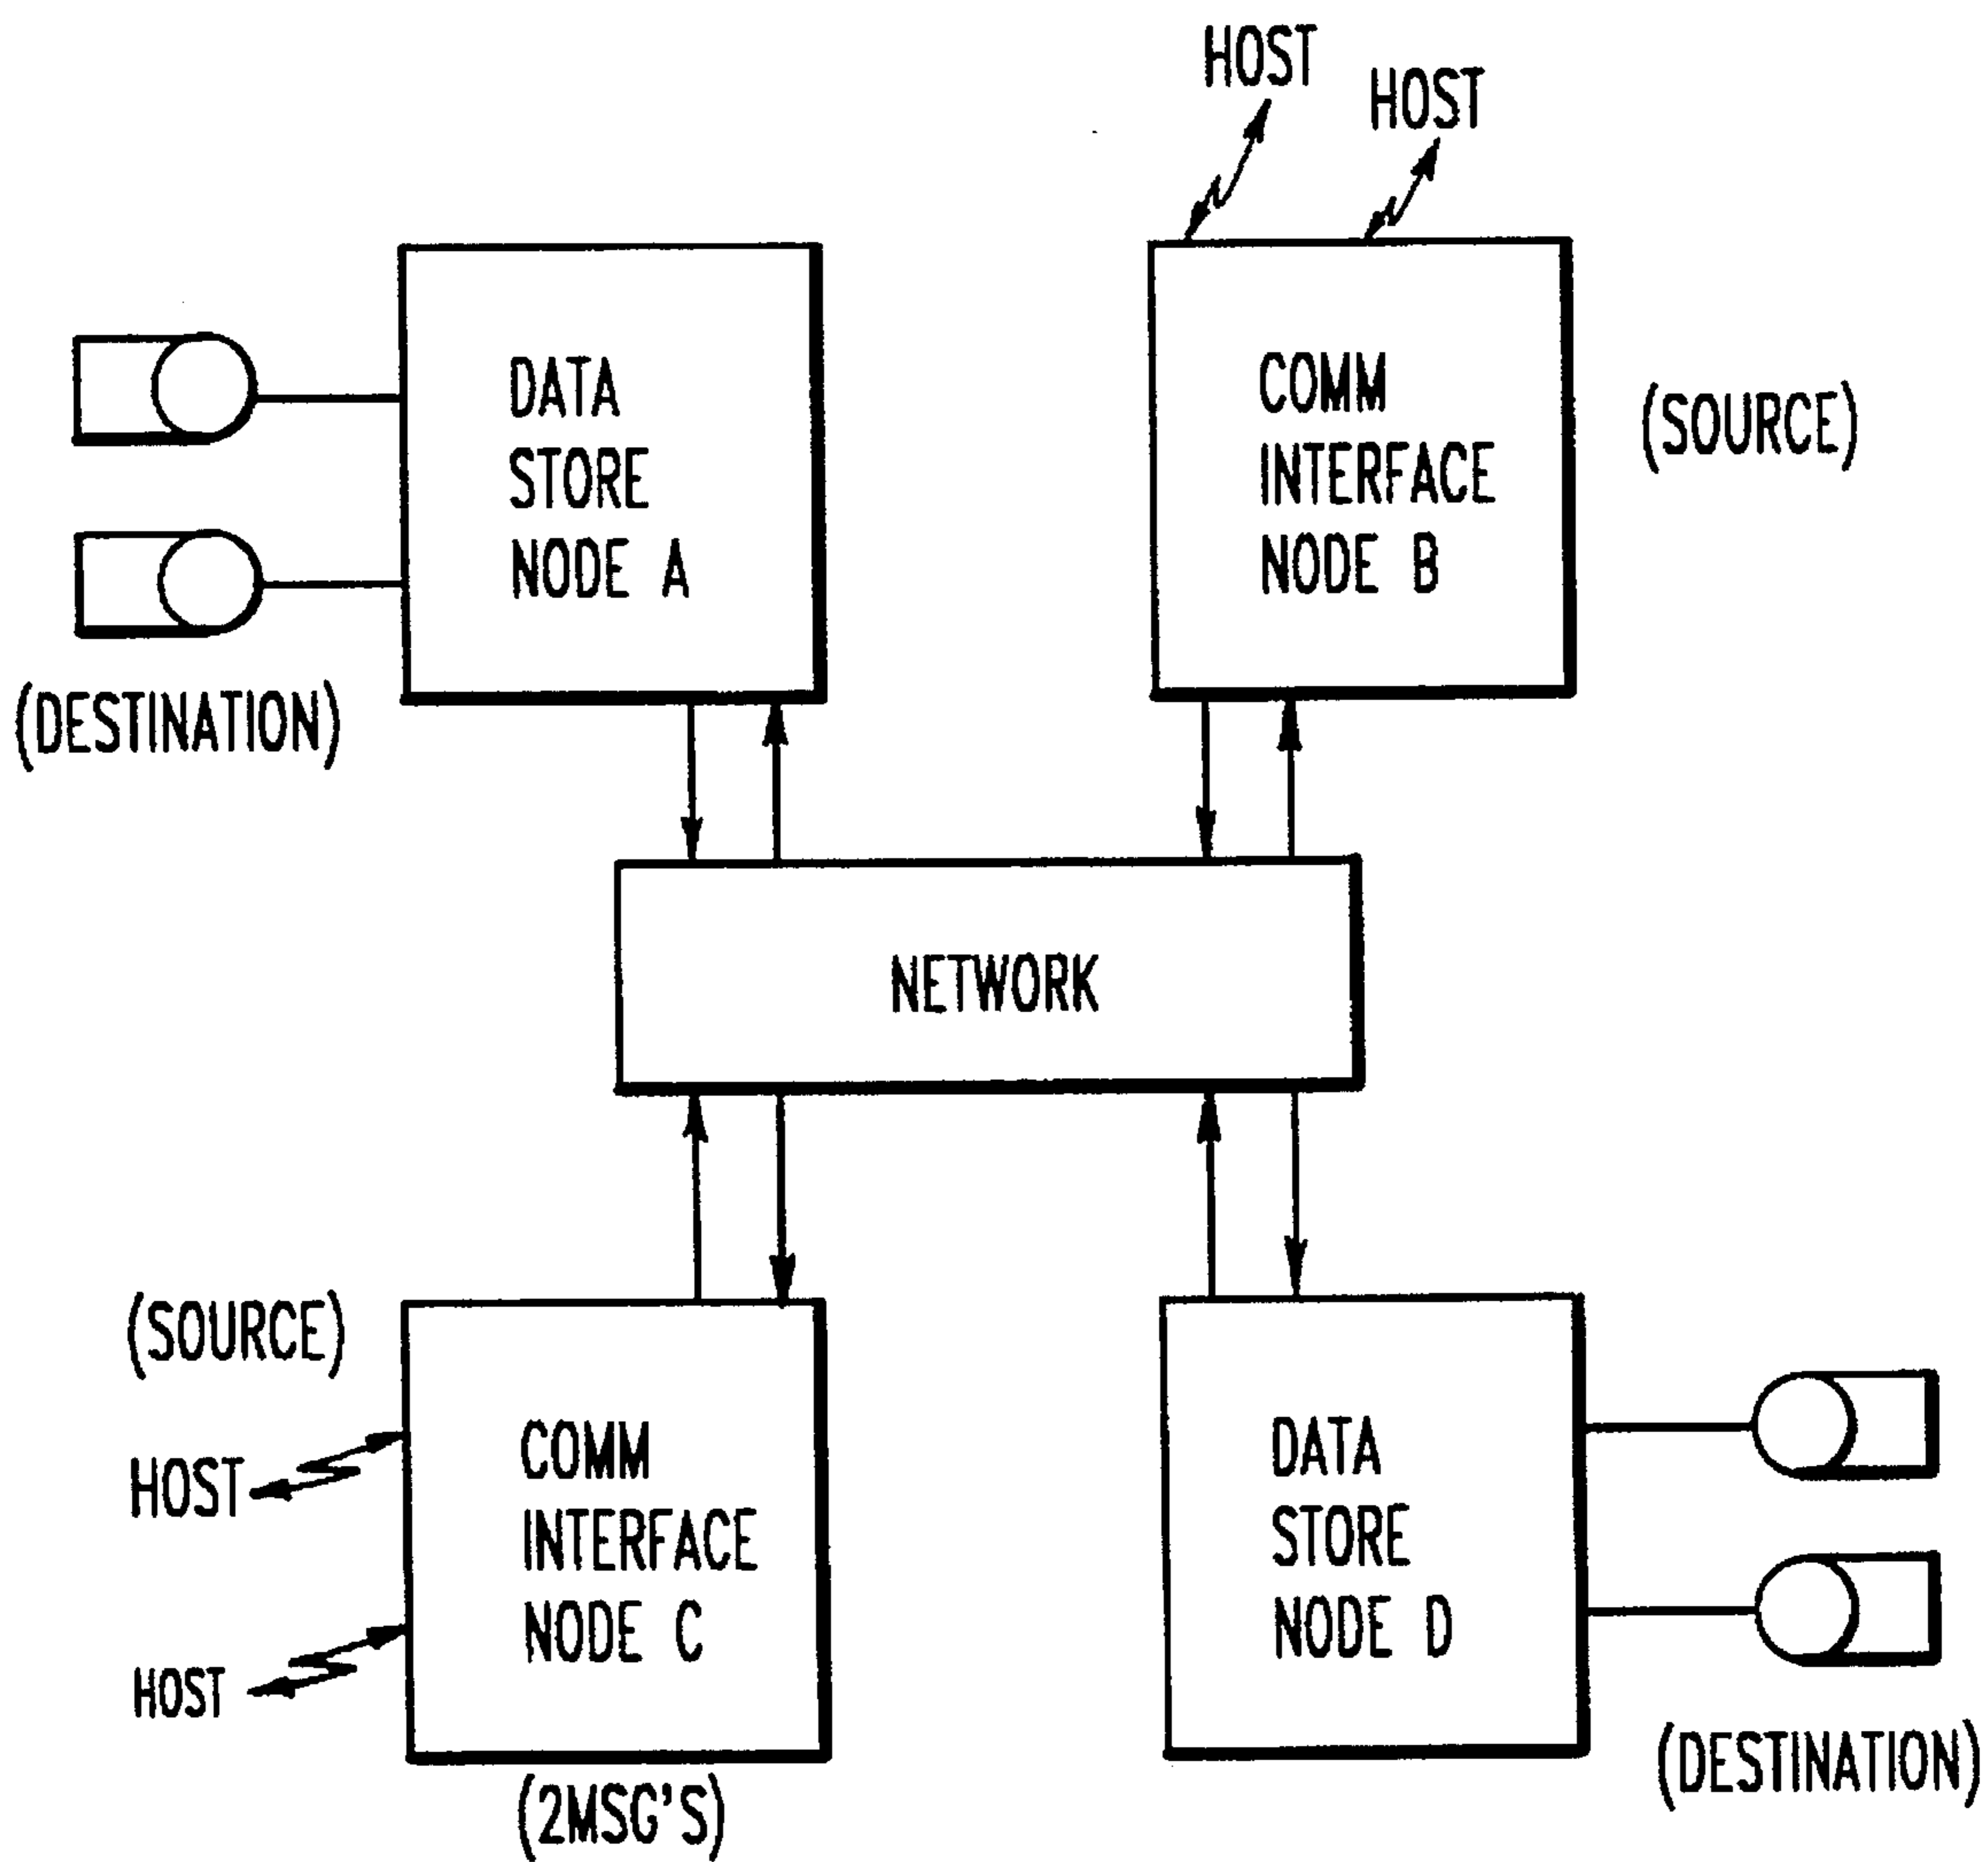 HOST
HOST
DATA
STORE
NODE A
COMM
INTERFACE
NODE B
(SOURCE)
(DESTINATION)
NETWORK
(SOURCE)
HOST
HOST
COMM
INTERFACE
NODE C
(2MSG'S)
DATA
STORE
NODE D
(DESTINATION)